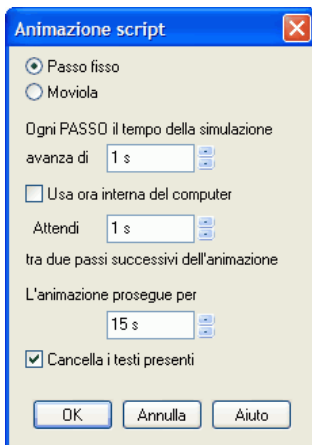 Animazione script
Passo fisso
Moviola
Ogni PASSO il tempo della simulazione
avanza di 1 s
Usa ora interna del computer
Attendi 1 s
tra due passi successivi dell'animazione
L'animazione prosegue per
15 s
Cancella i testi presenti
OK Annulla Aiuto